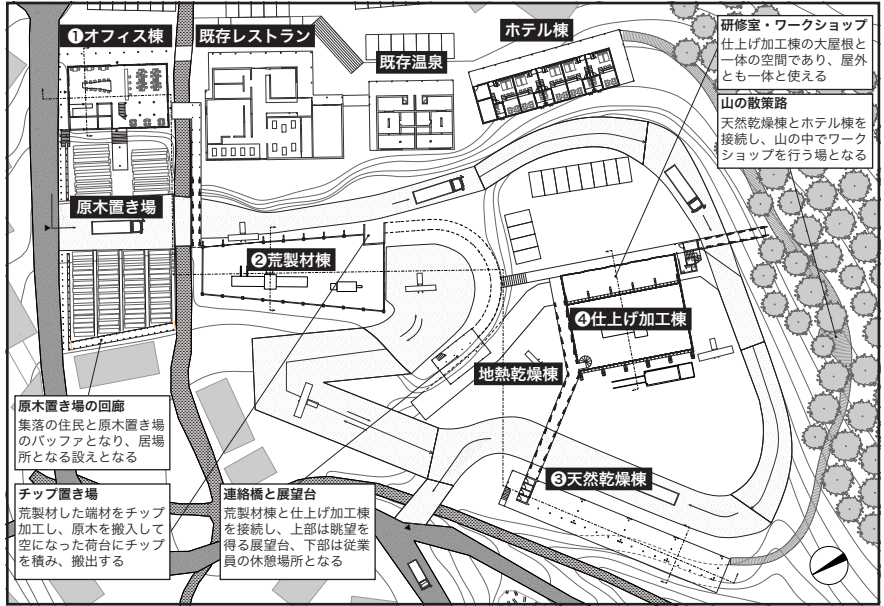 ❶オフィス棟
既存レストラン
既存温泉
ホテル棟
研修室・ワークショップ
仕上げ加工棟の大屋根と
一体の空間であり、屋外
とも一体と使える
山の散策路
天然乾燥棟とホテル棟を
接続し、山の中でワーク
ショップを行う場となる
原木置き場
❷荒製材棟
❹仕上げ加工棟
地熱乾燥棟
❸天然乾燥棟
原木置き場の回廊
集落の住民と原木置き場
のバッファとなり、居場
所となる設えとなる
チップ置き場
荒製材した端材をチップ
加工し、原木を搬入して
空になった荷台にチップ
を積み、搬出する
連絡橋と展望台
荒製材棟と仕上げ加工棟
を接続し、上部は眺望を
得る展望台、下部は従業
員の休憩場所となる